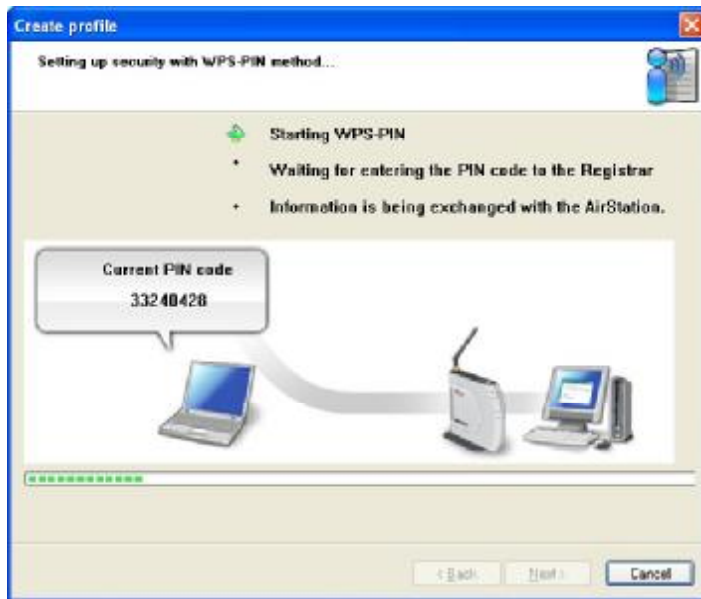 Create profile
Setting up security with WPS-PIN method...
Starting WPS-PIN
Waiting for entering the PIN code to the Registrar
Information is being exchanged with the AirStation.
Current PIN code
33240428
< Back
Next >
Cancel